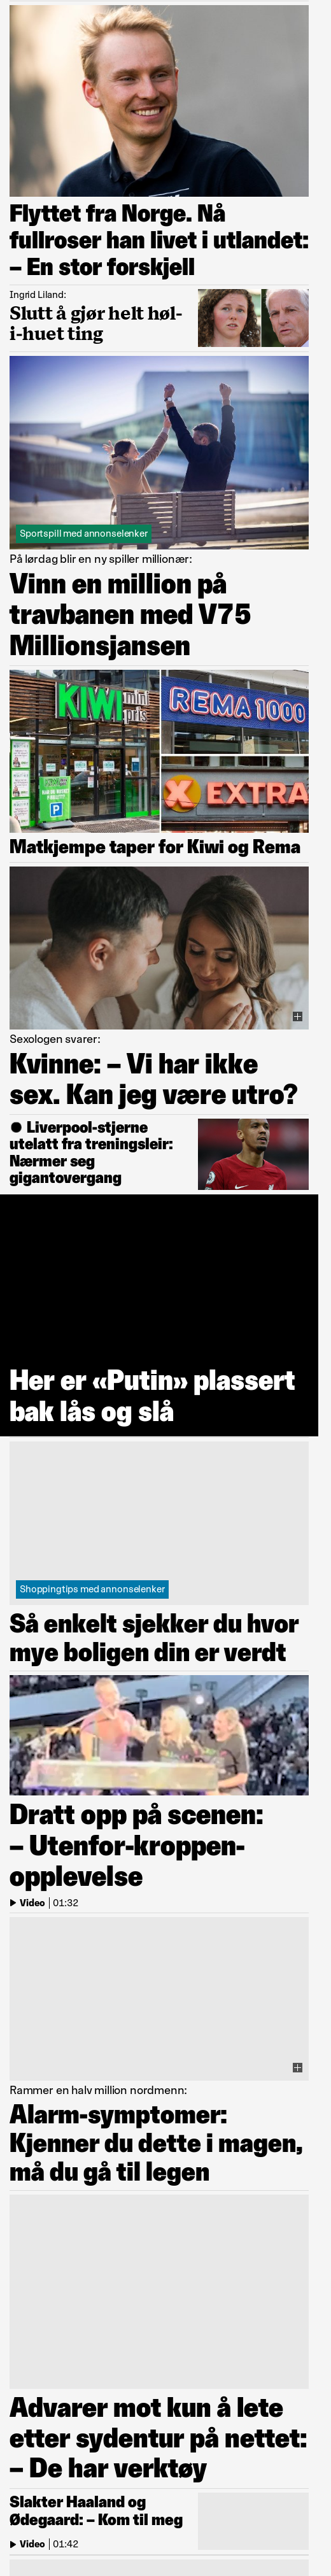 Flyttet fra Norge. Nå
fullroser han livet i utlandet:
– En stor forskjell
Ingrid Liland:
Slutt å gjør helt høl-
i-huet ting
Sportspill med annonselenker
På lørdag blir en ny spiller millionær:
Vinn en million på
travbanen med V75
Millionsjansen
KIWI mini
pris
REMA 1000
X EXTRA
P
Matkjempe taper for Kiwi og Rema
Sexologen svarer:
Kvinne: – Vi har ikke
sex. Kan jeg være utro?
Liverpool-stjerne
utelatt fra treningsleir:
Nærmer seg
gigantovergang
Her er «Putin» plassert
bak lås og slå
Shoppingtips med annonselenker
Så enkelt sjekker du hvor
mye boligen din er verdt
Dratt opp på scenen:
– Utenfor-kroppen-
opplevelse
Video | 01:32
Rammer en halv million nordmenn:
Alarm-symptomer:
Kjenner du dette i magen,
må du gå til legen
Advarer mot kun å lete
etter sydentur på nettet:
– De har verktøy
Slakter Haaland og
Ødegaard: – Kom til meg
Video | 01:42